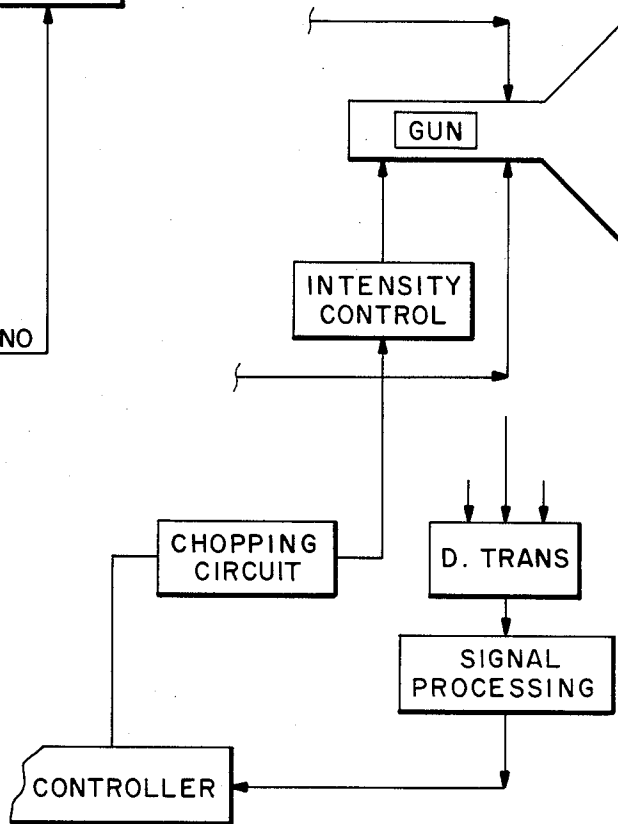 GUN
INTENSITY
CONTROL
NO
CHOPPING
CIRCUIT
D. TRANS
SIGNAL
PROCESSING
CONTROLLER